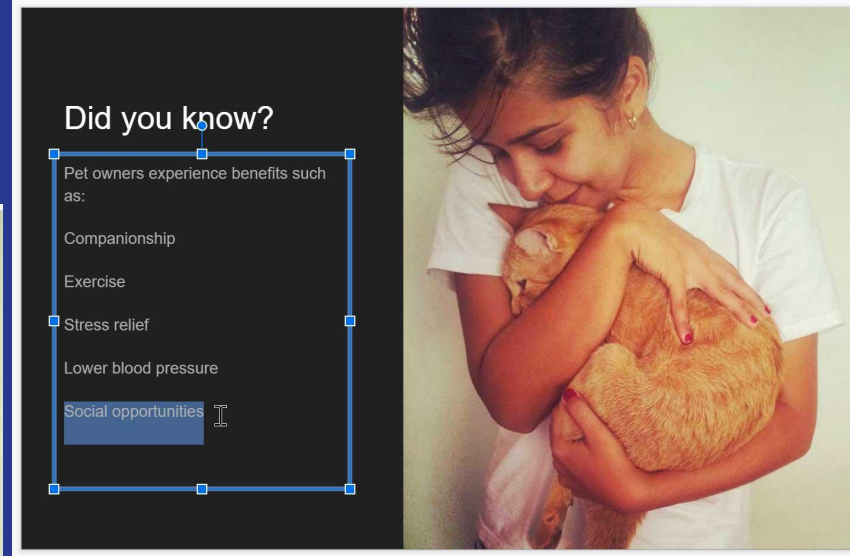 Did you know?
Pet owners experience benefits such
as:
Companionship
Exercise
Stress relief
Lower blood pressure
Social opportunities